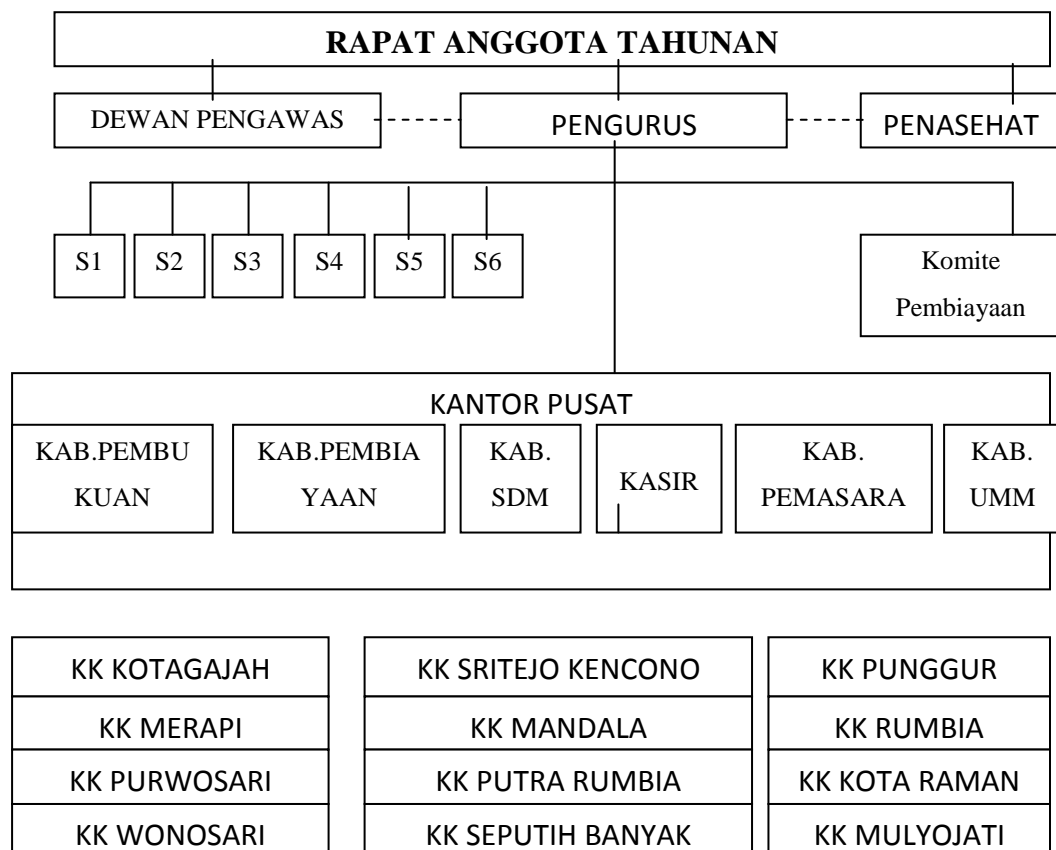 RAPAT ANGGOTA TAHUNAN
DEWAN PENGAWAS
PENGURUS
PENASEHAT
S1
S2
S3
S4
S5
S6
Komite
Pembiayaan
KANTOR PUSAT
KAB.PEMBU
KUAN
KAB.PEMBIA
YAAN
KAB.
SDM
KASIR
KAB.
PEMASARA
KAB.
UMM
KK KOTAGAJAH
KK SRITEJO KENCONO
KK PUNGGUR
KK MERAPI
KK MANDALA
KK RUMBIA
KK PURWOSARI
KK PUTRA RUMBIA
KK KOTA RAMAN
KK WONOSARI
KK SEPUTIH BANYAK
KK MULYOJATI